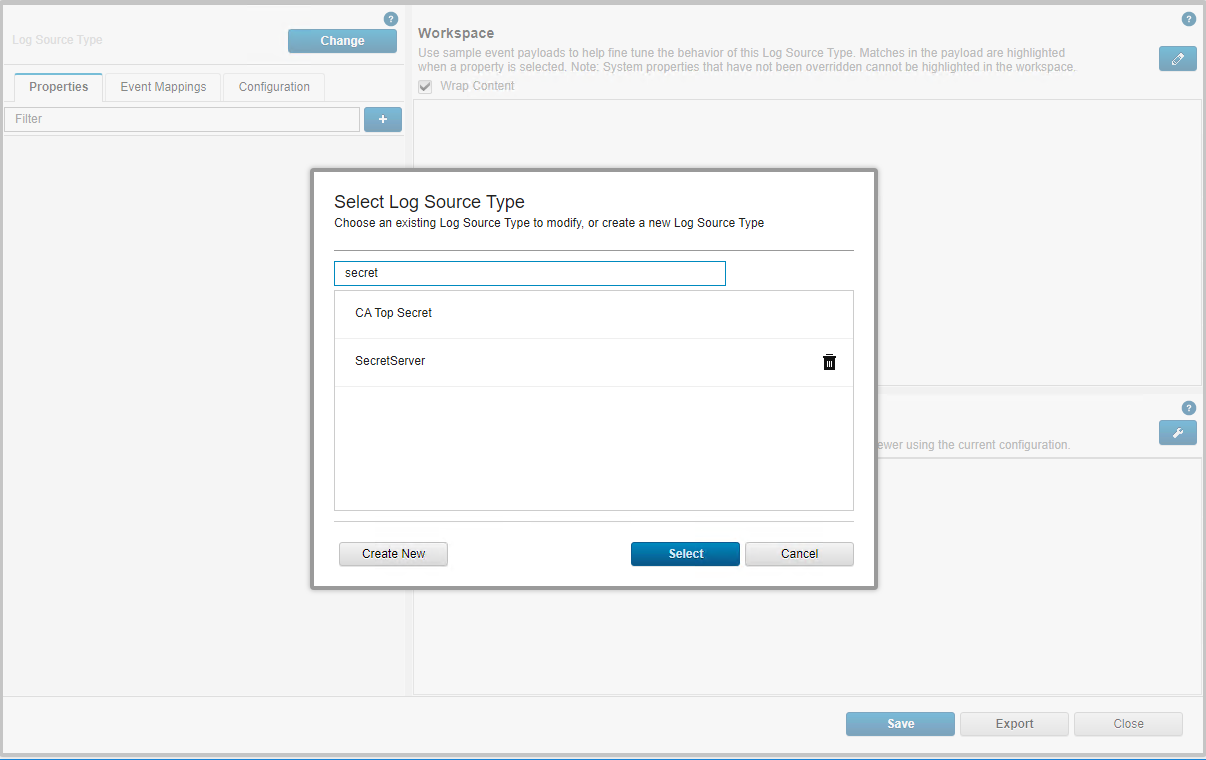 ?
Log Source Type
Change
Properties
Event Mappings
Configuration
Filter
+
Workspace
?
Use sample event payloads to help fine tune the behavior of this Log Source Type. Matches in the payload are highlighted
when a property is selected. Note: System properties that have not been overridden cannot be highlighted in the workspace.
Wrap Content
Select Log Source Type
Choose an existing Log Source Type to modify, or create a new Log Source Type
secret
CA Top Secret
SecretServer
Create New
Select
Cancel
?
ewer using the current configuration.
Save
Export
Close